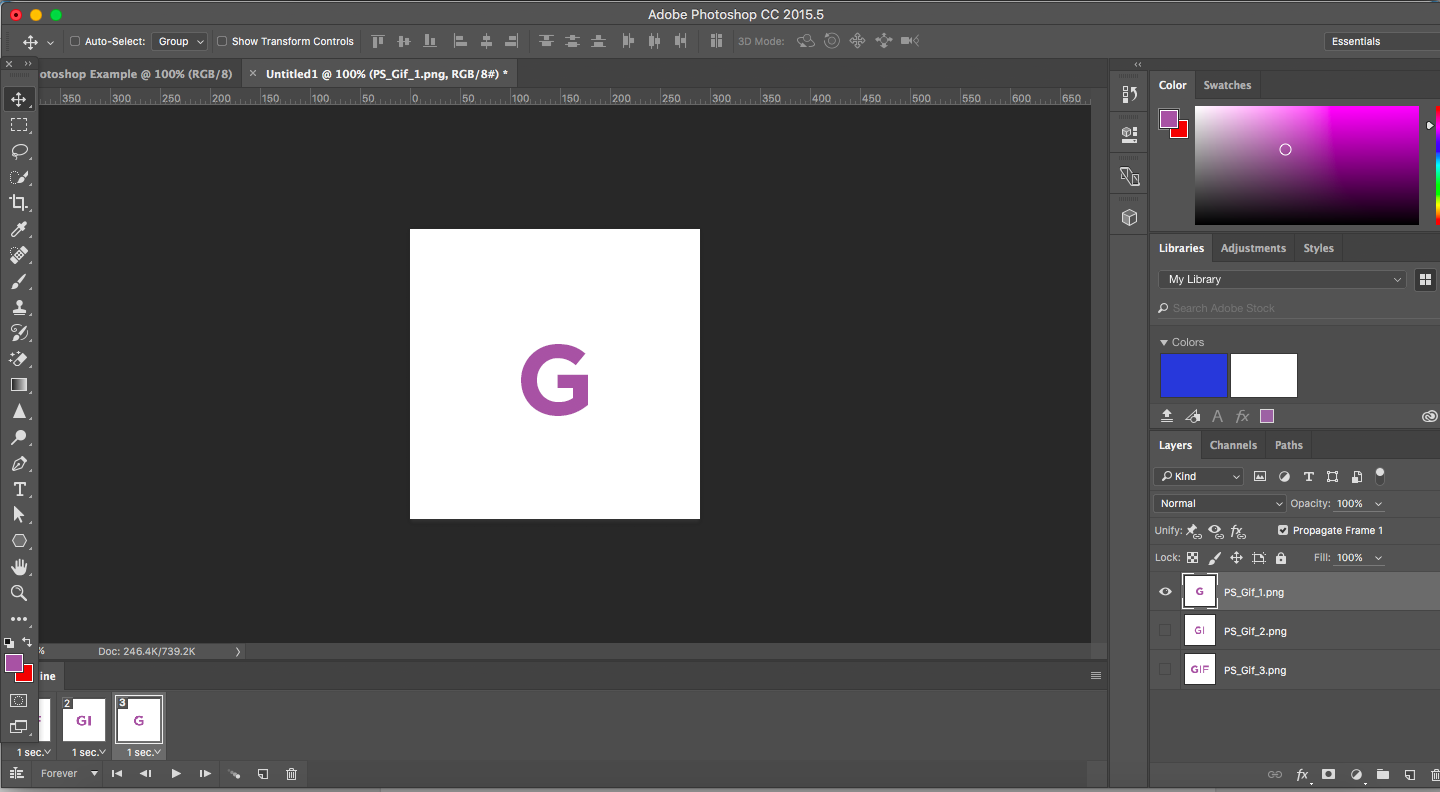 Adobe Photoshop CC 2015.5
Auto-Select: Group Show Transform Controls 3D Mode: Essentials
otoshop Example @ 100% (RGB/8) × Untitled1 @ 100% (PS_Gif_1.png, RGB/8#) *
350 300 250 200 150 100 50 0 50 100 150 200 250 300 350 400 450 500 550 600 650
Color Swatches
Libraries Adjustments Styles
My Library
Search Adobe Stock
Colors
G
A fx
Layers Channels Paths
Kind T
Normal Opacity: 100%
Unify: fx Propagate Frame 1
Lock: Fill: 100%
G PS_Gif_1.png
GI PS_Gif_2.png
GIF PS_Gif_3.png
% Doc: 246.4K/739.2K
ine
2 GI
3 G
1 sec. 1 sec. 1 sec.
Forever
fx